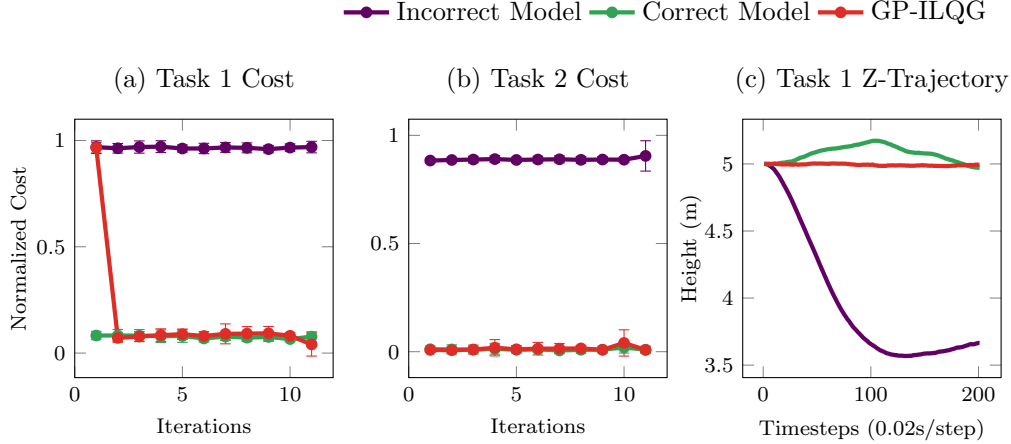 Incorrect Model Correct Model GP-ILQG
(a) Task 1 Cost
(b) Task 2 Cost
(c) Task 1 Z-Trajectory
Normalized Cost
1
0.5
0
0 5 10
Iterations
1
0.5
0
0 5 10
Iterations
Height (m)
5
4.5
4
3.5
0 100 200
Timesteps (0.02s/step)